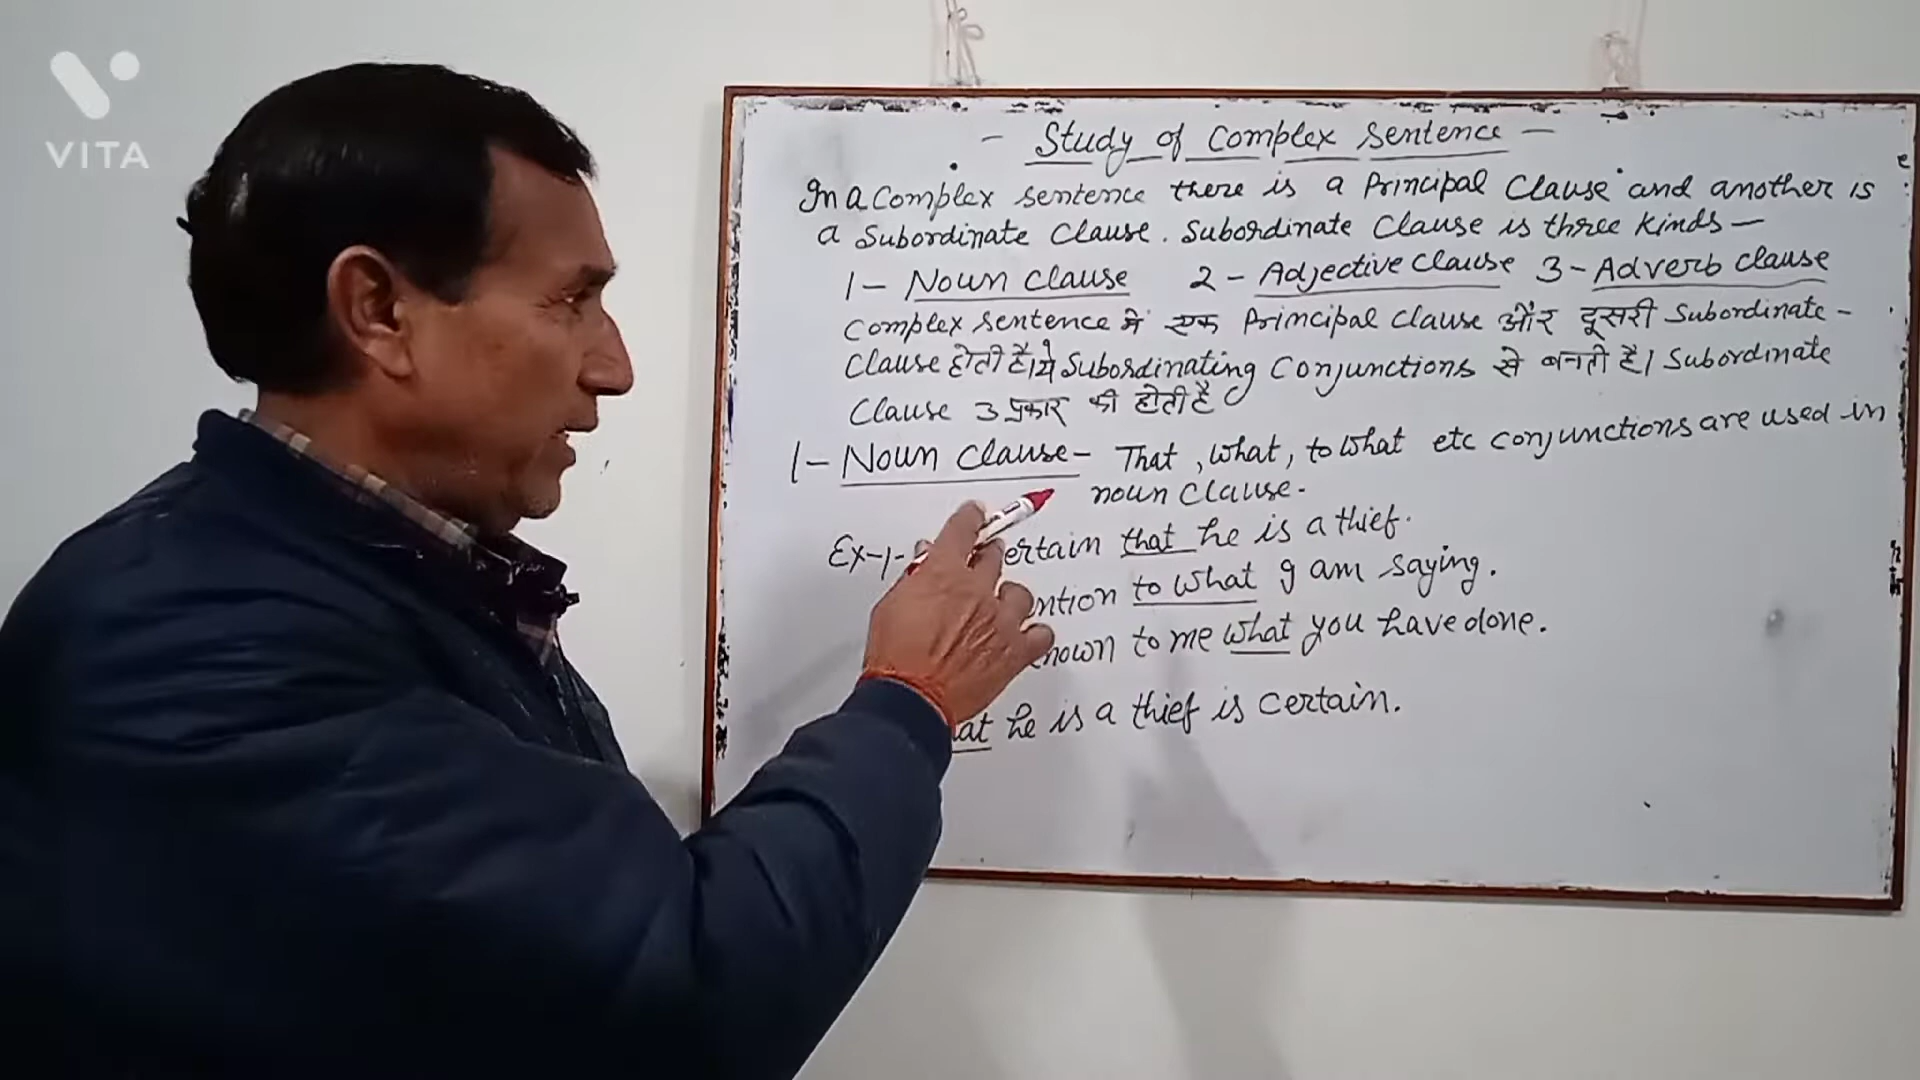 VITA
- Study of Complex Sentence -
In a Complex sentence there is a Principal Clause and another is
a Subordinate Clause. Subordinate Clause is three kinds -
1- Noun Clause 2- Adjective Clause 3- Adverb Clause
Complex sentence में एक Principal Clause और दूसरी Subordinate -
Clause होती है। ये Subordinating Conjunctions से बनती है। Subordinate
Clause 3 प्रकार की होती है
1- Noun Clause- That, what, to what etc conjunctions are used in
noun Clause.
Ex-1- that he is a thief.
to what I am saying.
to me what you have done.
he is a thief is certain.